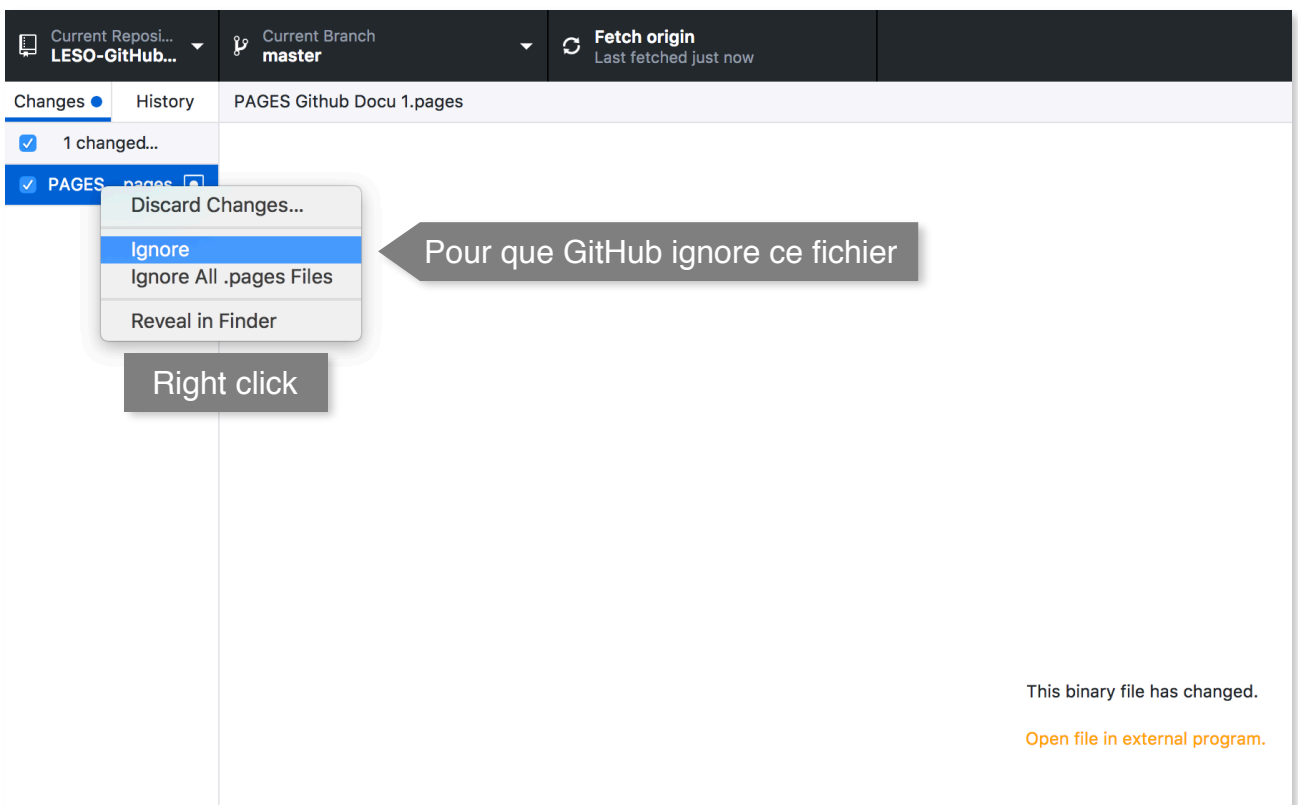 Current Reposi...
LESO-GitHub...
Current Branch
master
Fetch origin
Last fetched just now
Changes
History
PAGES Github Docu 1.pages
1 changed...
PAGES...pages
Discard Changes...
Ignore
Ignore All .pages Files
Reveal in Finder
Pour que GitHub ignore ce fichier
Right click
This binary file has changed.
Open file in external program.